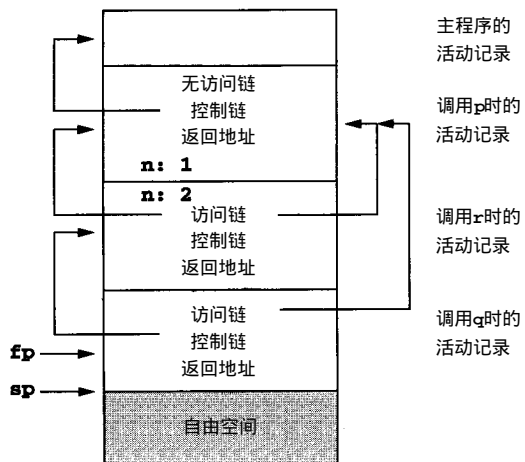 主程序的
活动记录
无访问链
控制链
返回地址
n: 1
调用p时的
活动记录
n: 2
访问链
控制链
返回地址
调用r时的
活动记录
访问链
控制链
返回地址
调用q时的
活动记录
fp
sp
自由空间